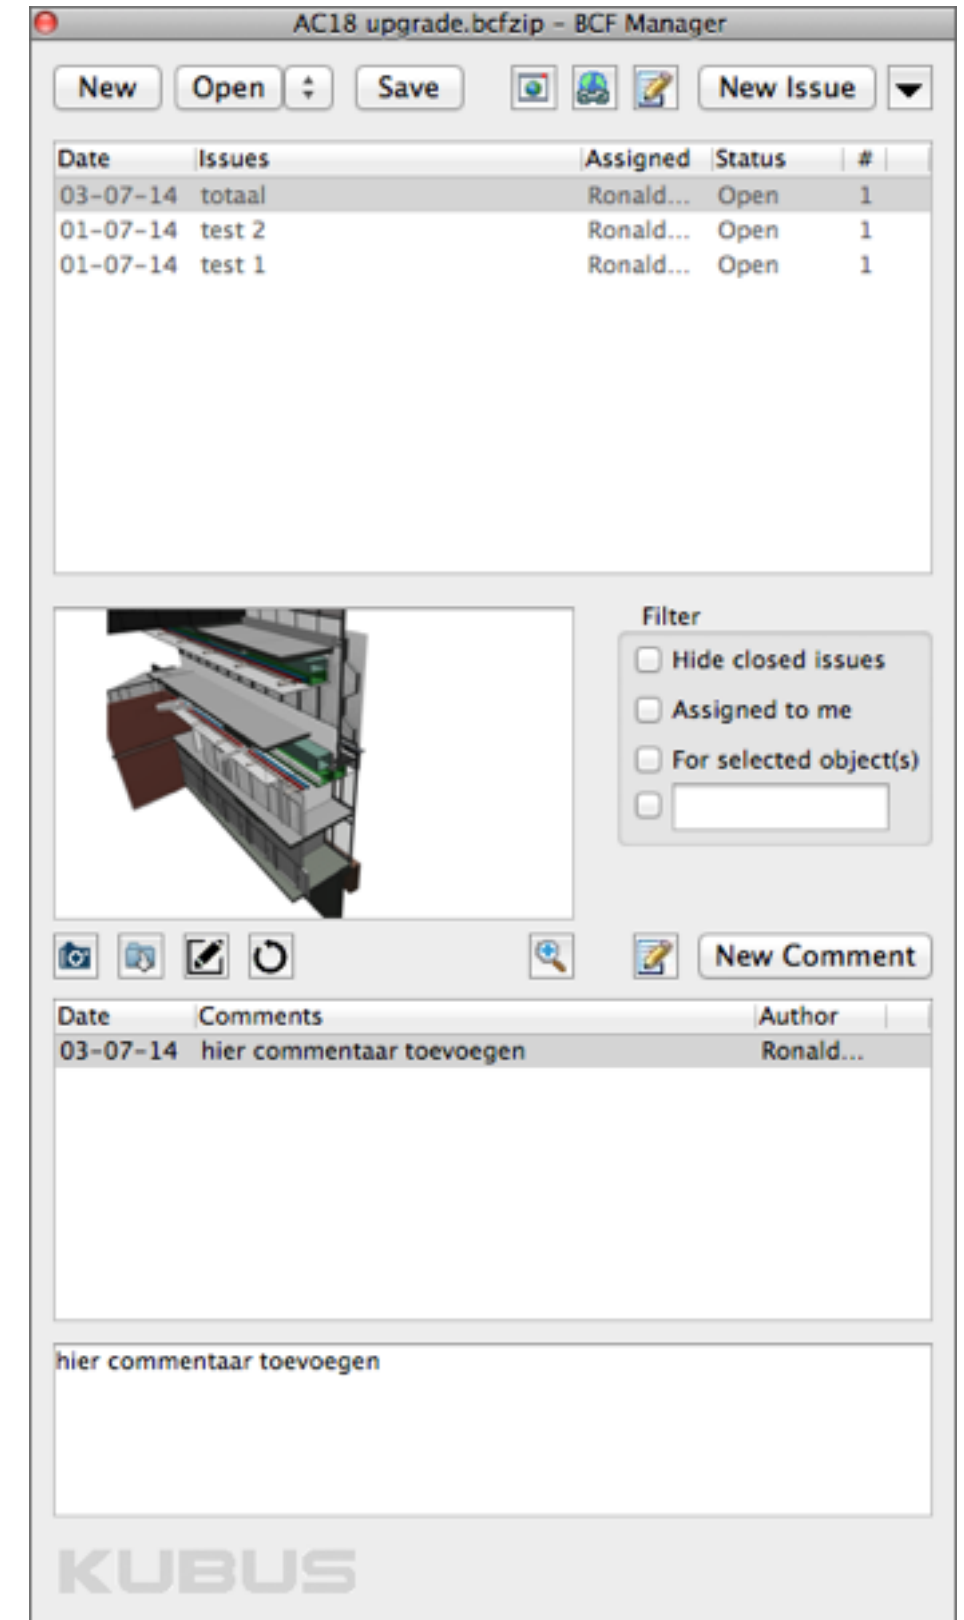 AC18 upgrade.bcfzip – BCF Manager
New Open Save New Issue
Date Issues Assigned Status #
03-07-14 totaal Ronald... Open 1
01-07-14 test 2 Ronald... Open 1
01-07-14 test 1 Ronald... Open 1
Filter
Hide closed issues
Assigned to me
For selected object(s)
New Comment
Date Comments Author
03-07-14 hier commentaar toevoegen Ronald...
hier commentaar toevoegen
KUBUS